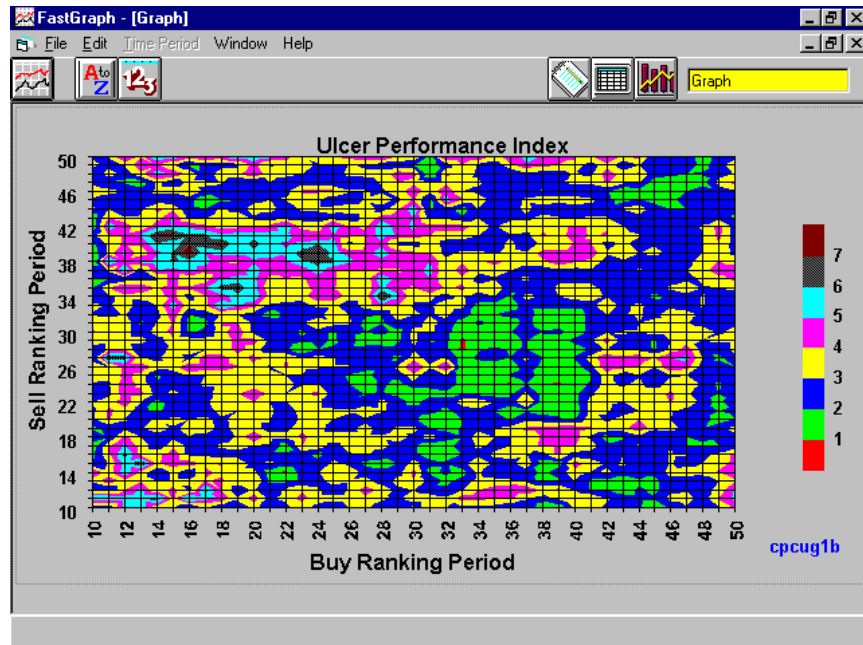 FastGraph - [Graph]
File Edit Time Period Window Help
A to Z 123 Graph
Ulcer Performance Index
Sell Ranking Period
50
46
42
38
34
30
26
22
18
14
10
10 12 14 16 18 20 22 24 26 28 30 32 34 36 38 40 42 44 46 48 50
Buy Ranking Period
7
6
5
4
3
2
1
cpcug1b